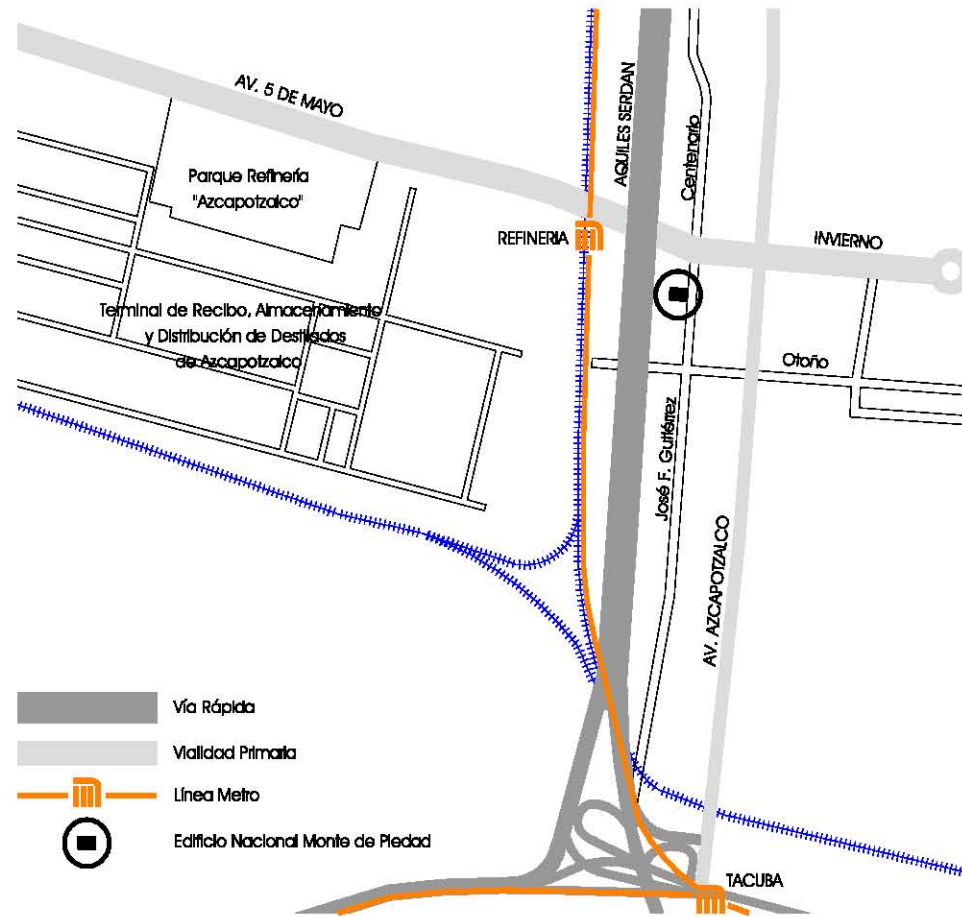 AV. 5 DE MAYO
AQUILES SERDAN
Centenario
Parque Refinería
"Azcapotzalco"
REFINERIA
INVIERNO
Terminal de Recibo, Almacenamiento
y Distribución de Destilados
de Azcapotzalco
Otoño
José F. Gutiérrez
AV. AZCAPOTZALCO
Vía Rápida
Vialidad Primaria
Línea Metro
Edificio Nacional Monte de Piedad
TACUBA